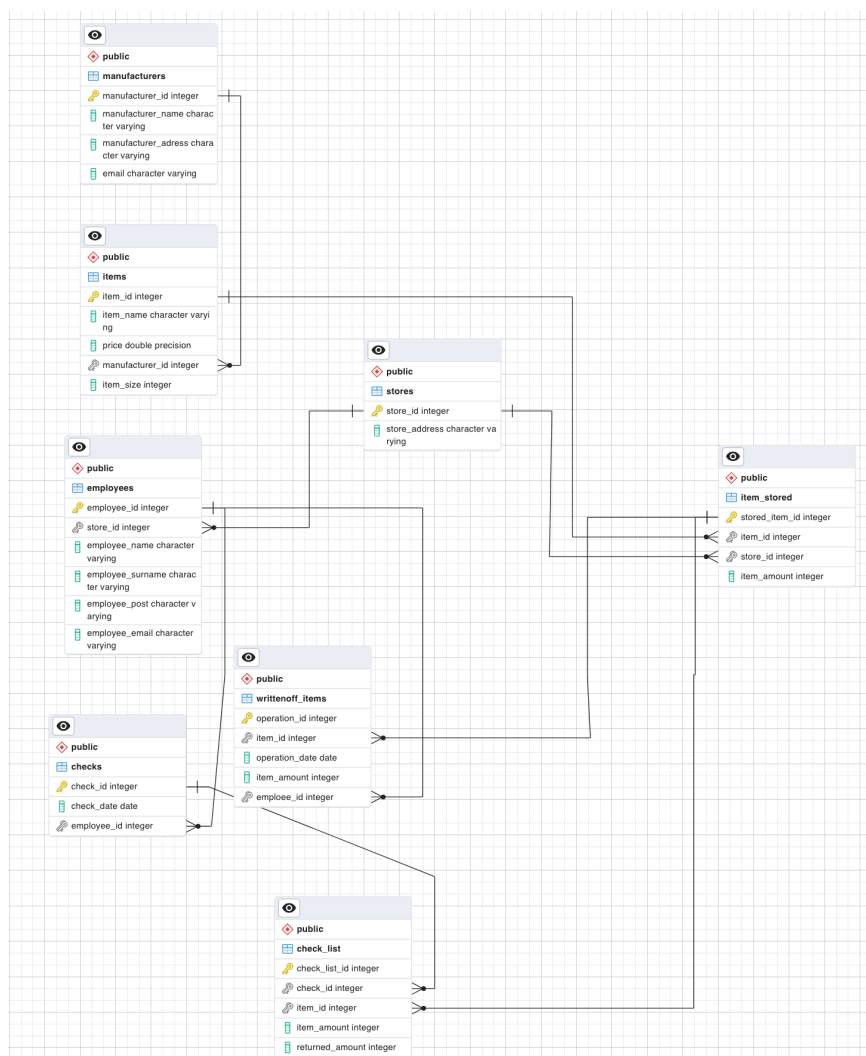 public
manufacturers
manufacturer_id integer
manufacturer_name charac
ter varying
manufacturer_adress chara
cter varying
email character varying
public
items
item_id integer
item_name character varyi
ng
price double precision
manufacturer_id integer
item_size integer
public
stores
store_id integer
store_address character va
rying
public
employees
employee_id integer
store_id integer
employee_name character
varying
employee_surname charac
ter varying
employee_post character v
arying
employee_email character
varying
public
item_stored
stored_item_id integer
item_id integer
store_id integer
item_amount integer
public
writtenoff_items
operation_id integer
item_id integer
operation_date date
item_amount integer
emploee_id integer
public
checks
check_id integer
check_date date
employee_id integer
public
check_list
check_list_id integer
check_id integer
item_id integer
item_amount integer
returned_amount integer